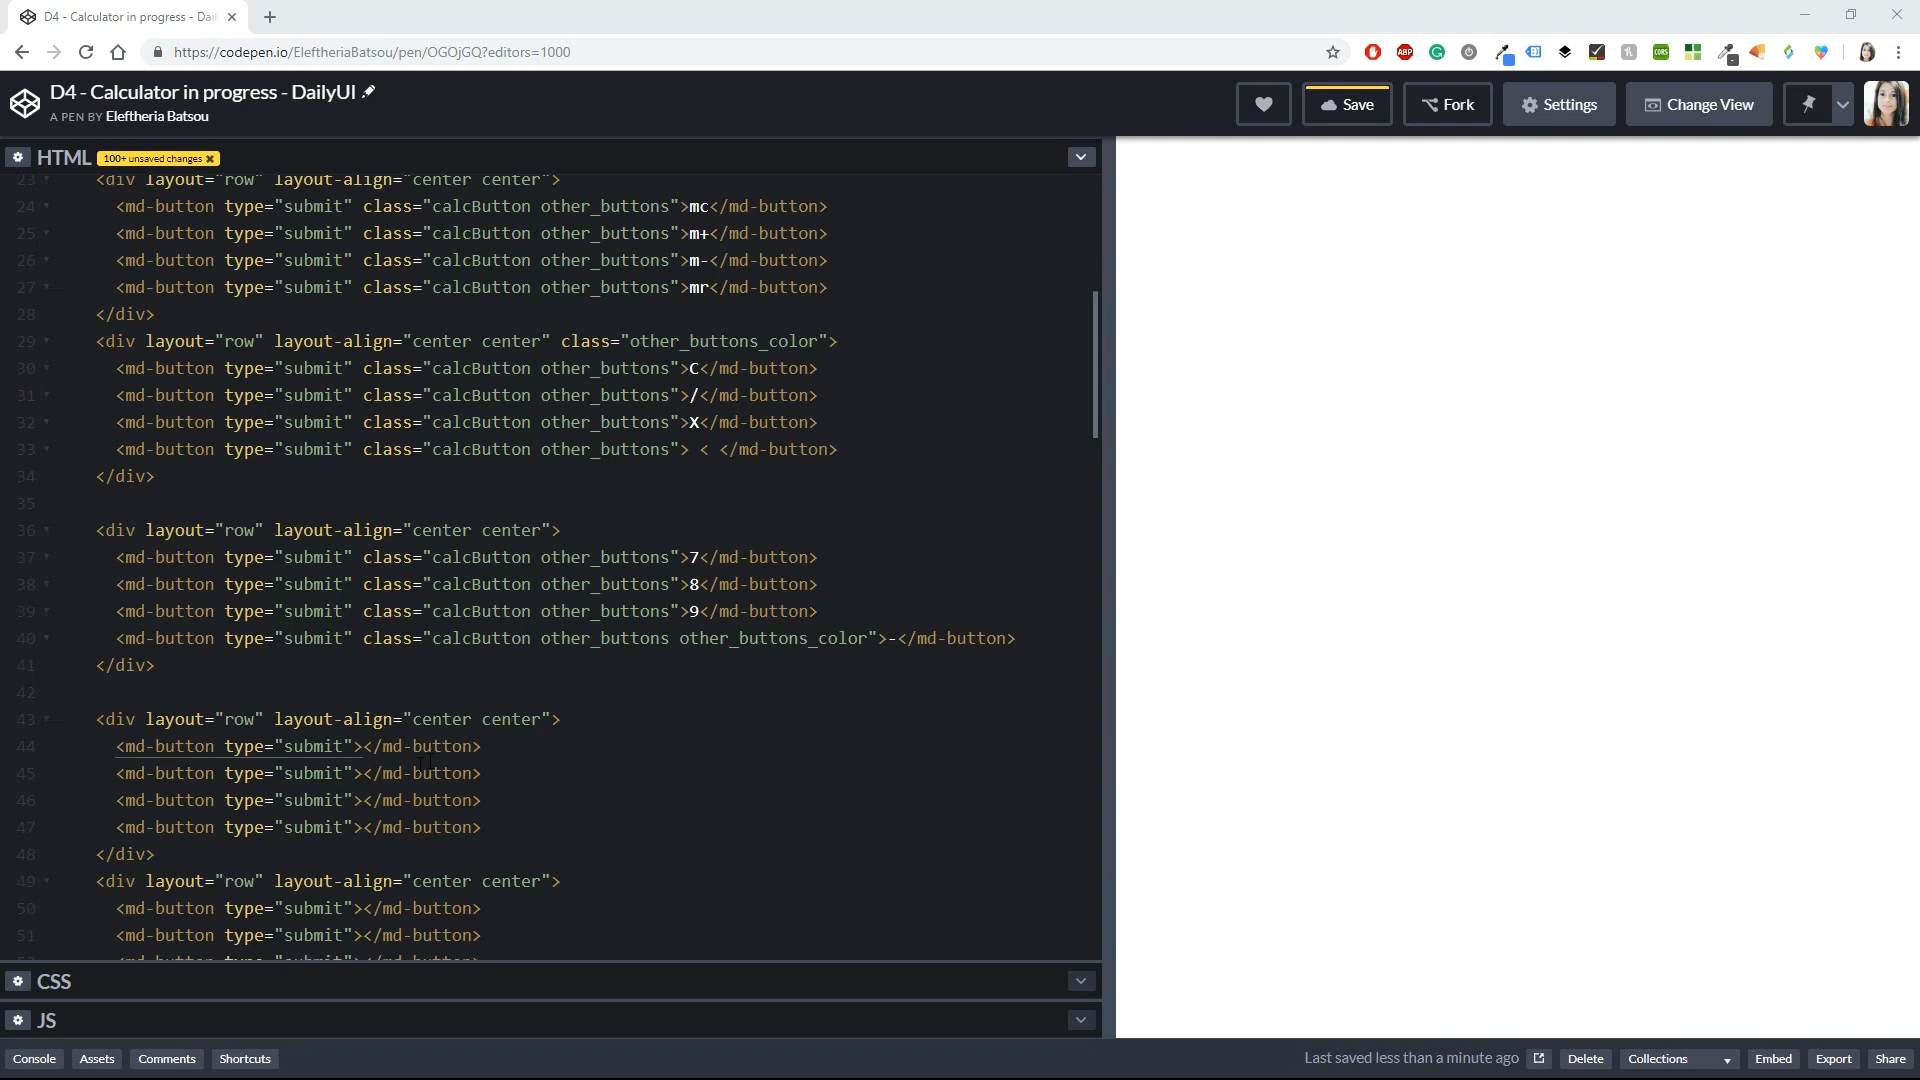 D4 - Calculator in progress - Dai
https://codepen.io/EleftheriaBatsou/pen/OGOjGQ?editors=1000
D4 - Calculator in progress - DailyUI
A PEN BY Eleftheria Batsou
Save
Fork
Settings
Change View
HTML 100+ unsaved changes x
23 <div layout="row" layout-align="center center">
24 <md-button type="submit" class="calcButton other_buttons">mc</md-button>
25 <md-button type="submit" class="calcButton other_buttons">m+</md-button>
26 <md-button type="submit" class="calcButton other_buttons">m-</md-button>
27 <md-button type="submit" class="calcButton other_buttons">mr</md-button>
28 </div>
29 <div layout="row" layout-align="center center" class="other_buttons_color">
30 <md-button type="submit" class="calcButton other_buttons">C</md-button>
31 <md-button type="submit" class="calcButton other_buttons">/</md-button>
32 <md-button type="submit" class="calcButton other_buttons">X</md-button>
33 <md-button type="submit" class="calcButton other_buttons"> < </md-button>
34 </div>
35
36 <div layout="row" layout-align="center center">
37 <md-button type="submit" class="calcButton other_buttons">7</md-button>
38 <md-button type="submit" class="calcButton other_buttons">8</md-button>
39 <md-button type="submit" class="calcButton other_buttons">9</md-button>
40 <md-button type="submit" class="calcButton other_buttons other_buttons_color">-</md-button>
41 </div>
42
43 <div layout="row" layout-align="center center">
44 <md-button type="submit"></md-button>
45 <md-button type="submit"></md-button>
46 <md-button type="submit"></md-button>
47 <md-button type="submit"></md-button>
48 </div>
49 <div layout="row" layout-align="center center">
50 <md-button type="submit"></md-button>
51 <md-button type="submit"></md-button>
CSS
JS
Console Assets Comments Shortcuts
Last saved less than a minute ago Delete Collections Embed Export Share